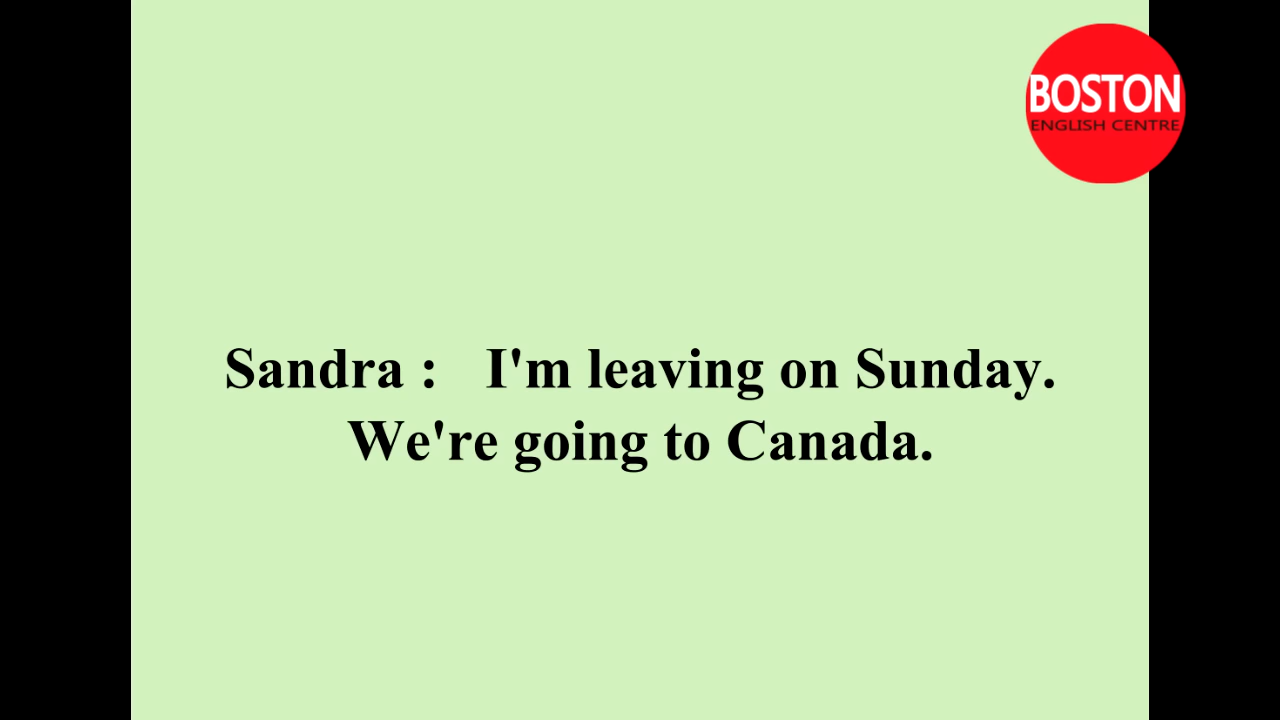 BOSTON
ENGLISH CENTRE
Sandra : I'm leaving on Sunday.
We're going to Canada.